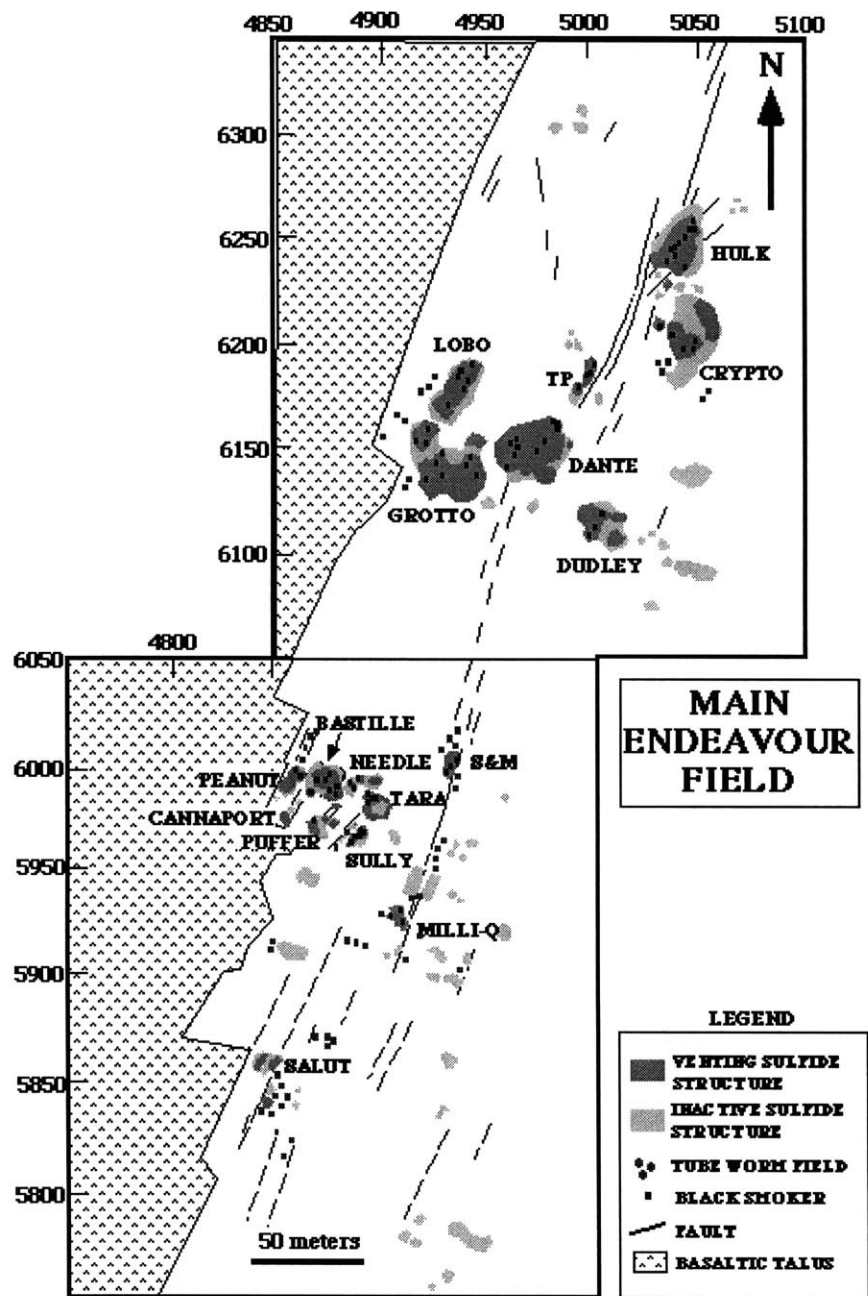 4850 4900 4950 5000 5050 5100
N
6300
6250
HULK
6200
LOBO
TP
CRYPTO
6150
DANTE
GROTTO
6100
DUDLEY
4800
6050
MAIN
ENDEAVOUR
FIELD
BASTILLE
6000
NEEDLE
S&M
PEANUT
TARA
CANNAPORT
PUFFER
5950
SULLY
MILLI-Q
5900
LEGEND
SALUT
VENTING SULFIDE
STRUCTURE
5850
INACTIVE SULFIDE
STRUCTURE
TUBE WORM FIELD
5800
BLACK SMOKER
50 meters
FAULT
BASALTIC TALUS